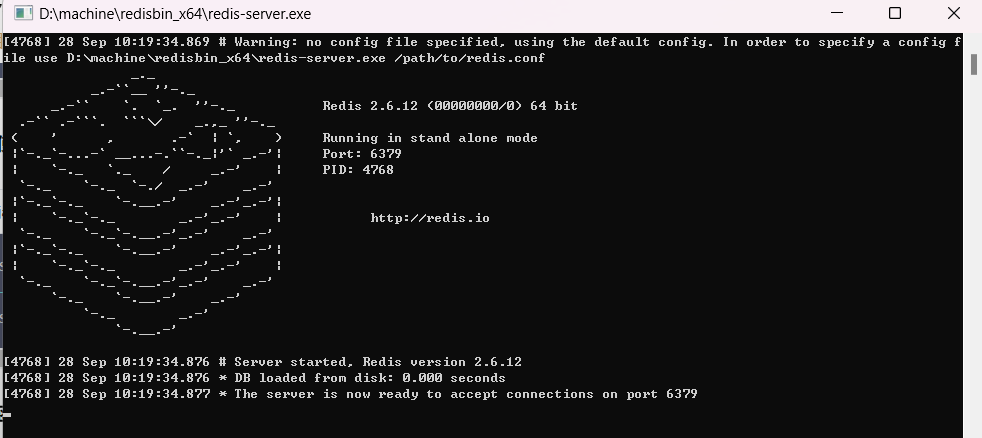 D:\machine\redisbin_x64\redis-server.exe
[4768] 28 Sep 10:19:34.869 # Warning: no config file specified, using the default config. In order to specify a config f
ile use D:\machine\redisbin_x64\redis-server.exe /path/to/redis.conf
Redis 2.6.12 (00000000/0) 64 bit
Running in stand alone mode
Port: 6379
PID: 4768
http://redis.io
[4768] 28 Sep 10:19:34.876 # Server started, Redis version 2.6.12
[4768] 28 Sep 10:19:34.876 * DB loaded from disk: 0.000 seconds
[4768] 28 Sep 10:19:34.877 * The server is now ready to accept connections on port 6379